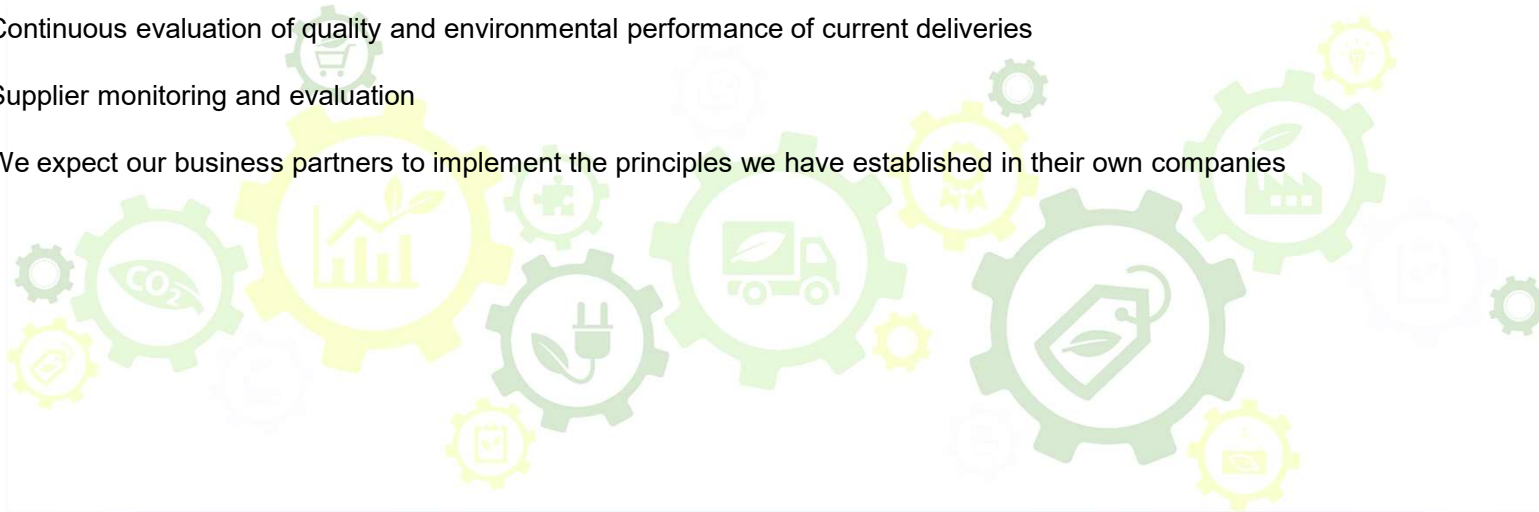 Continuous evaluation of quality and environmental performance of current deliveries
Supplier monitoring and evaluation
We expect our business partners to implement the principles we have established in their own companies
CO2